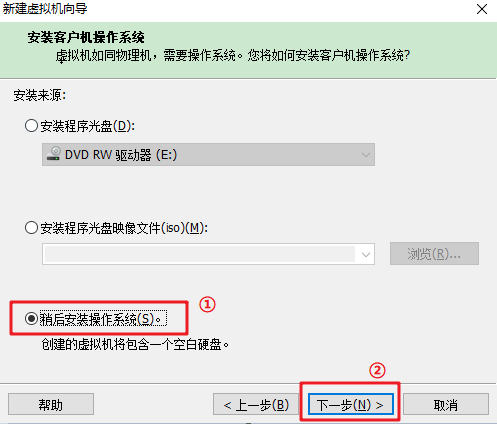 新建虚拟机向导
安装客户机操作系统
虚拟机如同物理机，需要操作系统。您将如何安装客户机操作系统?
安装来源:
安装程序光盘(D):
DVD RW 驱动器 (E:)
安装程序光盘映像文件(iso)(M):
浏览(R)...
①
稍后安装操作系统(S)。
创建的虚拟机将包含一个空白硬盘。
②
帮助
< 上一步(B)
下一步(N) >
取消